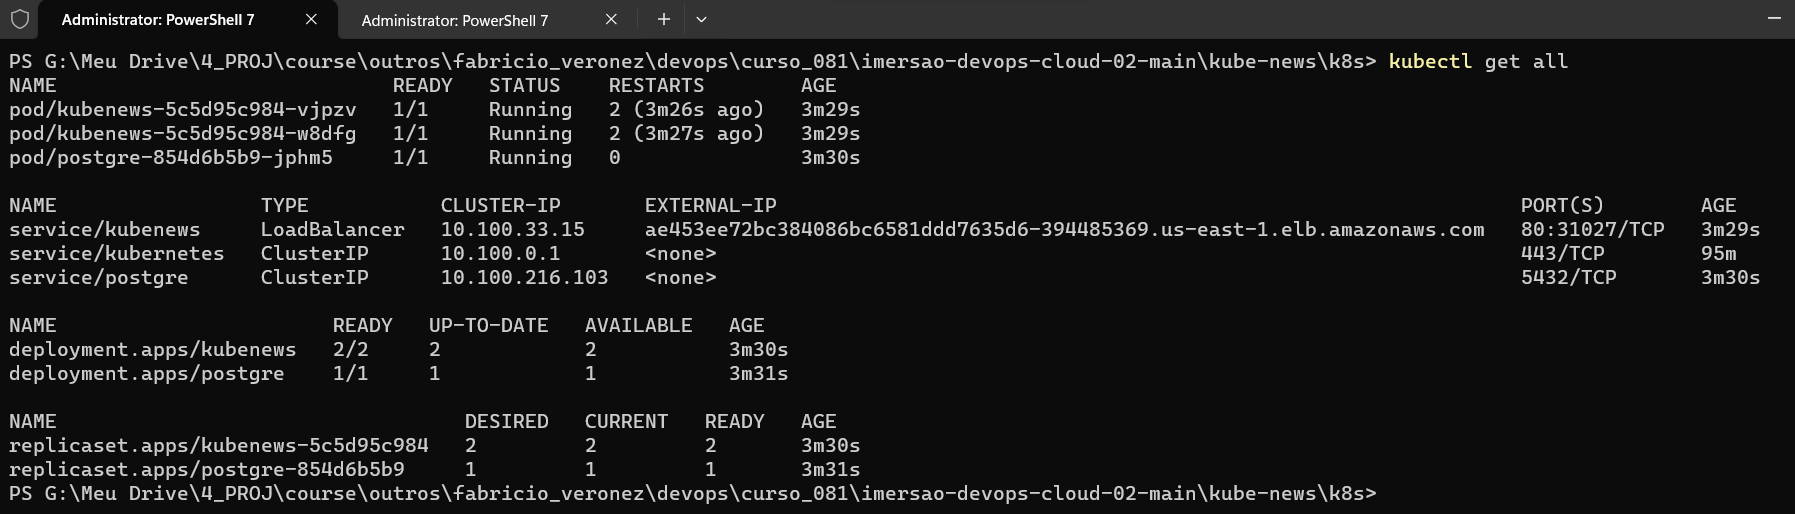 Administrator: PowerShell 7 Administrator: PowerShell 7
PS G:\Meu Drive\4_PROJ\course\outros\fabricio_veronez\devops\curso_081\imersao-devops-cloud-02-main\kube-news\k8s> kubectl get all
NAME READY STATUS RESTARTS AGE
pod/kubenews-5c5d95c984-vjpzv 1/1 Running 2 (3m26s ago) 3m29s
pod/kubenews-5c5d95c984-w8dfg 1/1 Running 2 (3m27s ago) 3m29s
pod/postgre-854d6b5b9-jphm5 1/1 Running 0 3m30s
NAME TYPE CLUSTER-IP EXTERNAL-IP PORT(S) AGE
service/kubenews LoadBalancer 10.100.33.15 ae453ee72bc384086bc6581ddd7635d6-394485369.us-east-1.elb.amazonaws.com 80:31027/TCP 3m29s
service/kubernetes ClusterIP 10.100.0.1 <none> 443/TCP 95m
service/postgre ClusterIP 10.100.216.103 <none> 5432/TCP 3m30s
NAME READY UP-TO-DATE AVAILABLE AGE
deployment.apps/kubenews 2/2 2 2 3m30s
deployment.apps/postgre 1/1 1 1 3m31s
NAME DESIRED CURRENT READY AGE
replicaset.apps/kubenews-5c5d95c984 2 2 2 3m30s
replicaset.apps/postgre-854d6b5b9 1 1 1 3m31s
PS G:\Meu Drive\4_PROJ\course\outros\fabricio_veronez\devops\curso_081\imersao-devops-cloud-02-main\kube-news\k8s>